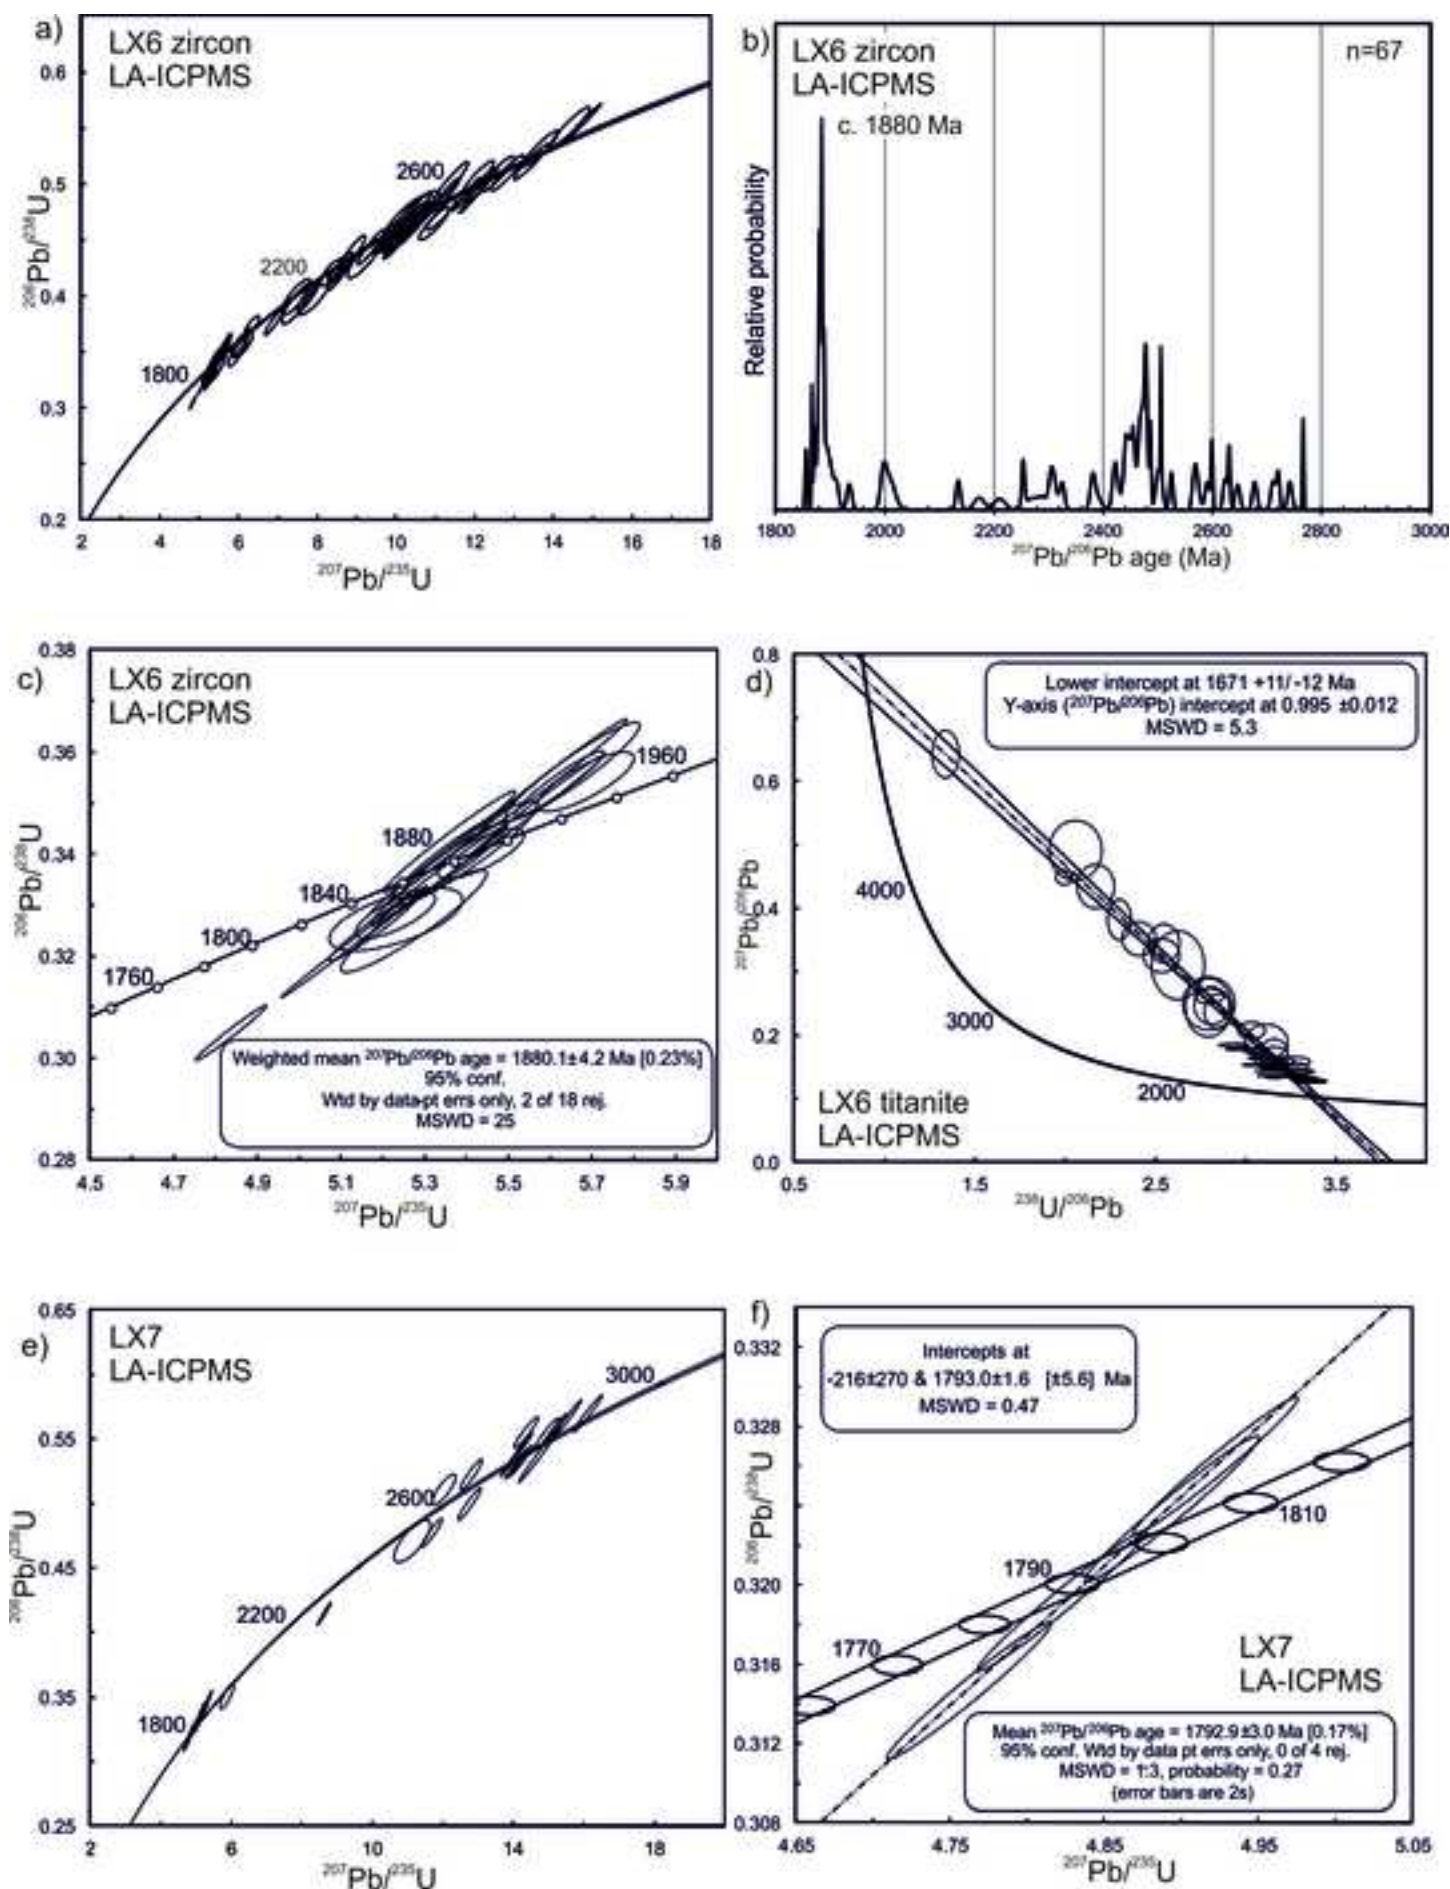 a)
LX6 zircon
LA-ICPMS
0.6
0.5
0.4
0.3
0.2
2600
2200
1800
206Pb/238U
2 4 6 8 10 12 14 16 18
207Pb/235U
b)
LX6 zircon
LA-ICPMS
n=67
c. 1880 Ma
Relative probability
1800 2000 2200 2400 2600 2800 3000
207Pb/206Pb age (Ma)
c)
LX6 zircon
LA-ICPMS
0.38
0.36
0.34
0.32
0.30
0.28
1960
1880
1840
1800
1760
206Pb/238U
Weighted mean 207Pb/206Pb age = 1880.1±4.2 Ma [0.23%]
95% conf.
Wtd by data-pt errs only, 2 of 18 rej.
MSWD = 25
4.5 4.7 4.9 5.1 5.3 5.5 5.7 5.9
207Pb/235U
d)
Lower intercept at 1671 +11/ -12 Ma
Y-axis (207Pb/206Pb) intercept at 0.995 ±0.012
MSWD = 5.3
0.8
0.6
0.4
0.2
0.0
207Pb/206Pb
4000
3000
2000
LX6 titanite
LA-ICPMS
0.5 1.5 2.5 3.5
238U/206Pb
e)
LX7
LA-ICPMS
0.65
0.55
0.45
0.35
0.25
3000
2600
2200
1800
206Pb/238U
2 6 10 14 18
207Pb/235U
f)
Intercepts at
-216±270 & 1793.0±1.6 [±5.6] Ma
MSWD = 0.47
0.332
0.328
0.324
0.320
0.316
0.312
0.308
206Pb/238U
1810
1790
1770
LX7
LA-ICPMS
Mean 207Pb/206Pb age = 1792.9±3.0 Ma [0.17%]
95% conf. Wtd by data pt errs only, 0 of 4 rej.
MSWD = 1.3, probability = 0.27
(error bars are 2s)
4.65 4.75 4.85 4.95 5.05
207Pb/235U